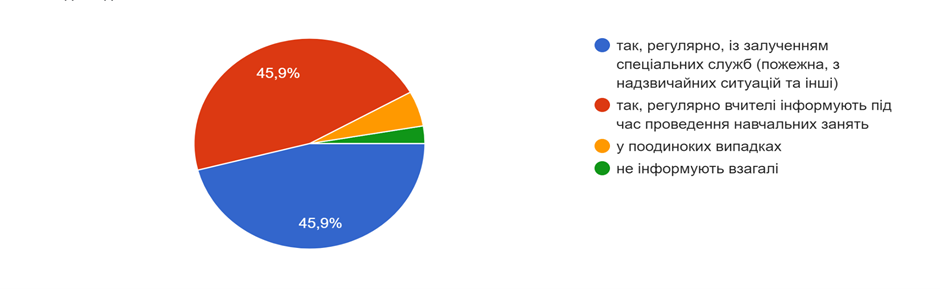 45,9%
45,9%
так, регулярно, із залученням
спеціальних служб (пожежна, з
надзвичайних ситуацій та інші)
так, регулярно вчителі інформують під
час проведення навчальних занять
у поодиноких випадках
не інформують взагалі